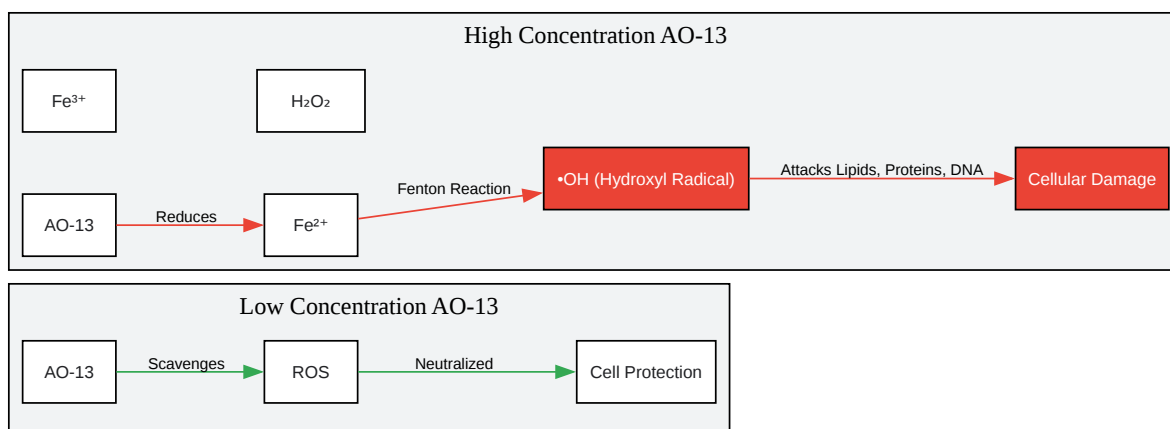 High Concentration AO-13
Fe³⁺
H₂O₂
•OH (Hydroxyl Radical)
Attacks Lipids, Proteins, DNA
Cellular Damage
Fenton Reaction
AO-13
Reduces
Fe²⁺
Low Concentration AO-13
AO-13
Scavenges
ROS
Neutralized
Cell Protection